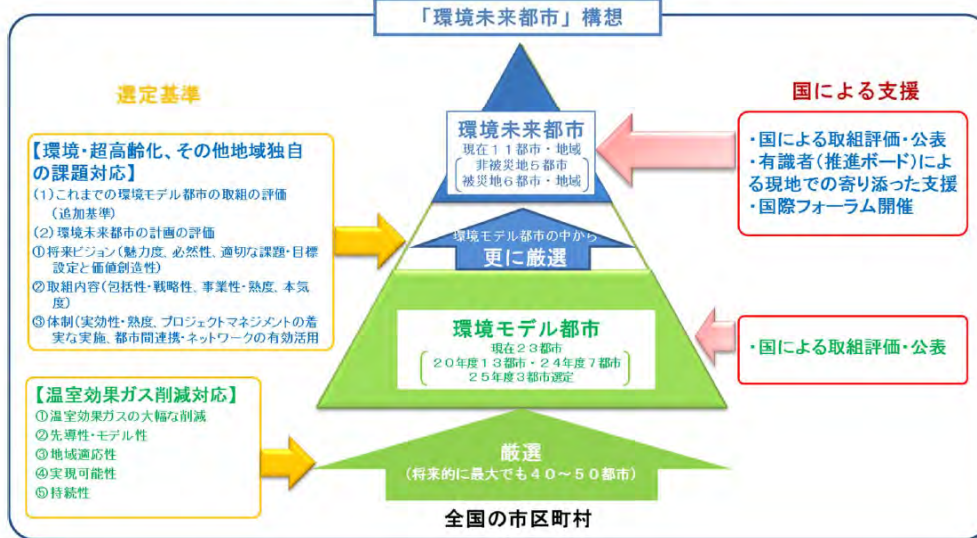 「環境未来都市」構想
選定基準
【環境・超高齢化、その他地域独自
の課題対応】
(1)これまでの環境モデル都市の取組の評価
(追加基準)
(2)環境未来都市の計画の評価
①将来ビジョン(魅力度、必然性、適切な課題・目標
設定と価値創造性)
②取組内容(包括性・戦略性、事業性・熟度、本気
度)
③体制(実効性・熟度、プロジェクトマネジメントの着
実な実施、都市間連携・ネットワークの有効活用
【温室効果ガス削減対応】
①温室効果ガスの大幅な削減
②先導性・モデル性
③地域適応性
④実現可能性
⑤持続性
環境未来都市
現在11都市・地域
非被災地5都市
被災地6都市・地域
環境モデル都市の中から
更に厳選
環境モデル都市
現在23都市
20年度13都市・24年度7都市
25年度3都市選定
厳選
(将来的に最大でも40~50都市)
全国の市区町村
国による支援
・国による取組評価・公表
・有識者(推進ボード)によ
る現地での寄り添った支援
・国際フォーラム開催
・国による取組評価・公表